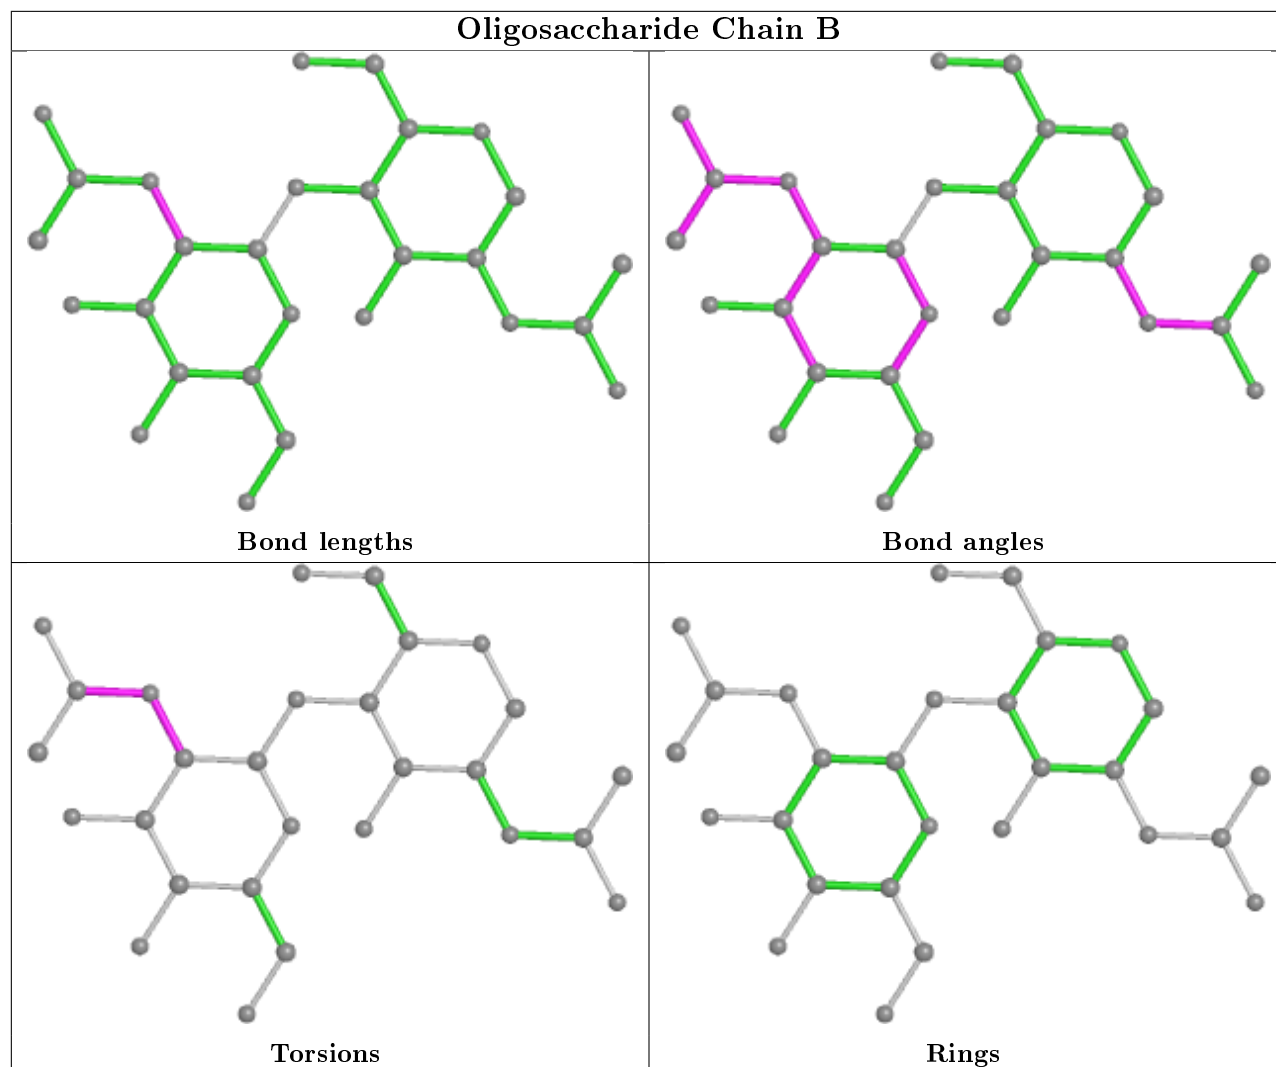 Oligosaccharide Chain B
Bond lengths
Bond angles
Torsions
Rings